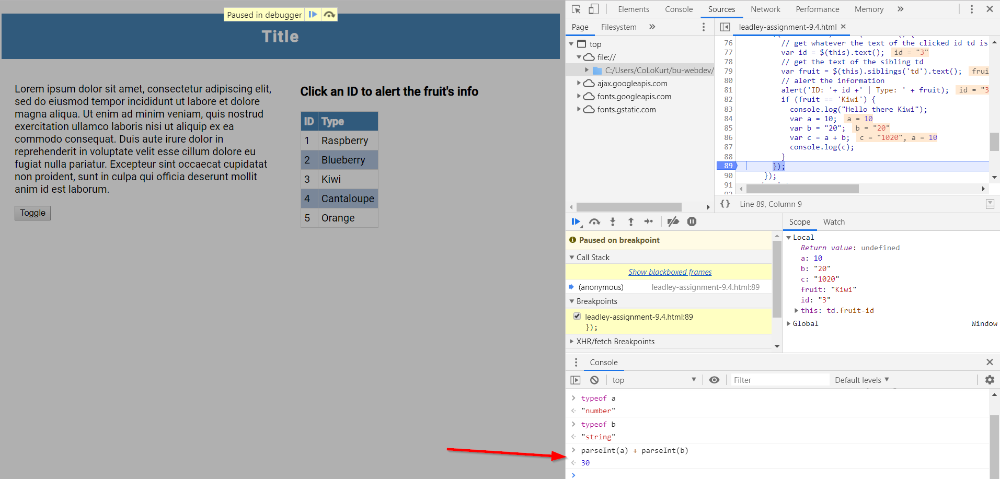 Paused in debugger
Title
Lorem ipsum dolor sit amet, consectetur adipiscing elit,
sed do eiusmod tempor incididunt ut labore et dolore
magna aliqua. Ut enim ad minim veniam, quis nostrud
exercitation ullamco laboris nisi ut aliquip ex ea
commodo consequat. Duis aute irure dolor in
reprehenderit in voluptate velit esse cillum dolore eu
fugiat nulla pariatur. Excepteur sint occaecat cupidatat
non proident, sunt in culpa qui officia deserunt mollit
anim id est laborum.
Toggle
Click an ID to alert the fruit's info
ID Type
1 Raspberry
2 Blueberry
3 Kiwi
4 Cantaloupe
5 Orange
Elements Console Sources Network Performance Memory »
Page Filesystem »
top
file://
C:/Users/CoLoKurt/bu-webdev/
ajax.googleapis.com
fonts.googleapis.com
fonts.gstatic.com
leadley-assignment-9.4.html ×
76 // get whatever the text of the clicked id td is
77 var id = $(this).text(); id = "3"
78 // get the text of the sibling td
79 var fruit = $(this).siblings('td').text(); frui
80 // alert the information
81 alert('ID: '+ id +' | Type: ' + fruit); id = "3
82 if (fruit == 'Kiwi') {
83 console.log("Hello there Kiwi");
84 var a = 10; a = 10
85 var b = "20"; b = "20"
86 var c = a + b; c = "1020", a = 10
87 console.log(c);
88 }
89 });
90 });
91
{} Line 89, Column 9
Paused on breakpoint
Call Stack
Show blackboxed frames
(anonymous) leadley-assignment-9.4.html:89
Breakpoints
leadley-assignment-9.4.html:89
});
XHR/fetch Breakpoints
Scope Watch
Local
Return value: undefined
a: 10
b: "20"
c: "1020"
fruit: "Kiwi"
id: "3"
this: td.fruit-id
Global Window
Console
top Filter Default levels
> typeof a
"number"
> typeof b
"string"
> parseInt(a) + parseInt(b)
30
>